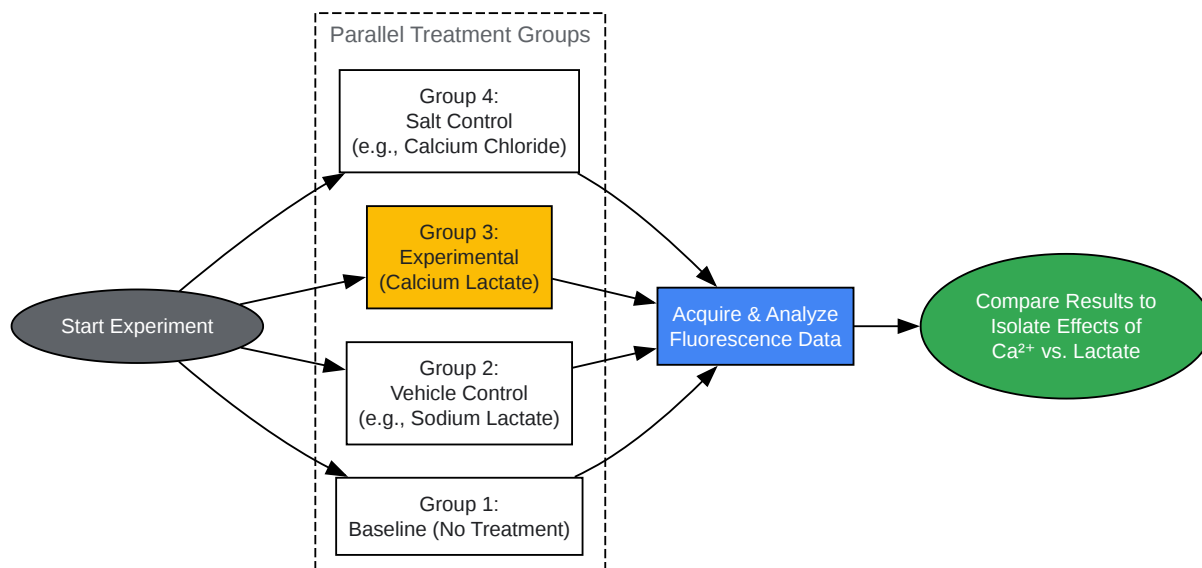 Parallel Treatment Groups
Group 4:
Salt Control
(e.g., Calcium Chloride)
Group 3:
Experimental
(Calcium Lactate)
Start Experiment
Acquire & Analyze
Fluorescence Data
Compare Results to
Isolate Effects of
Ca²⁺ vs. Lactate
Group 2:
Vehicle Control
(e.g., Sodium Lactate)
Group 1:
Baseline (No Treatment)